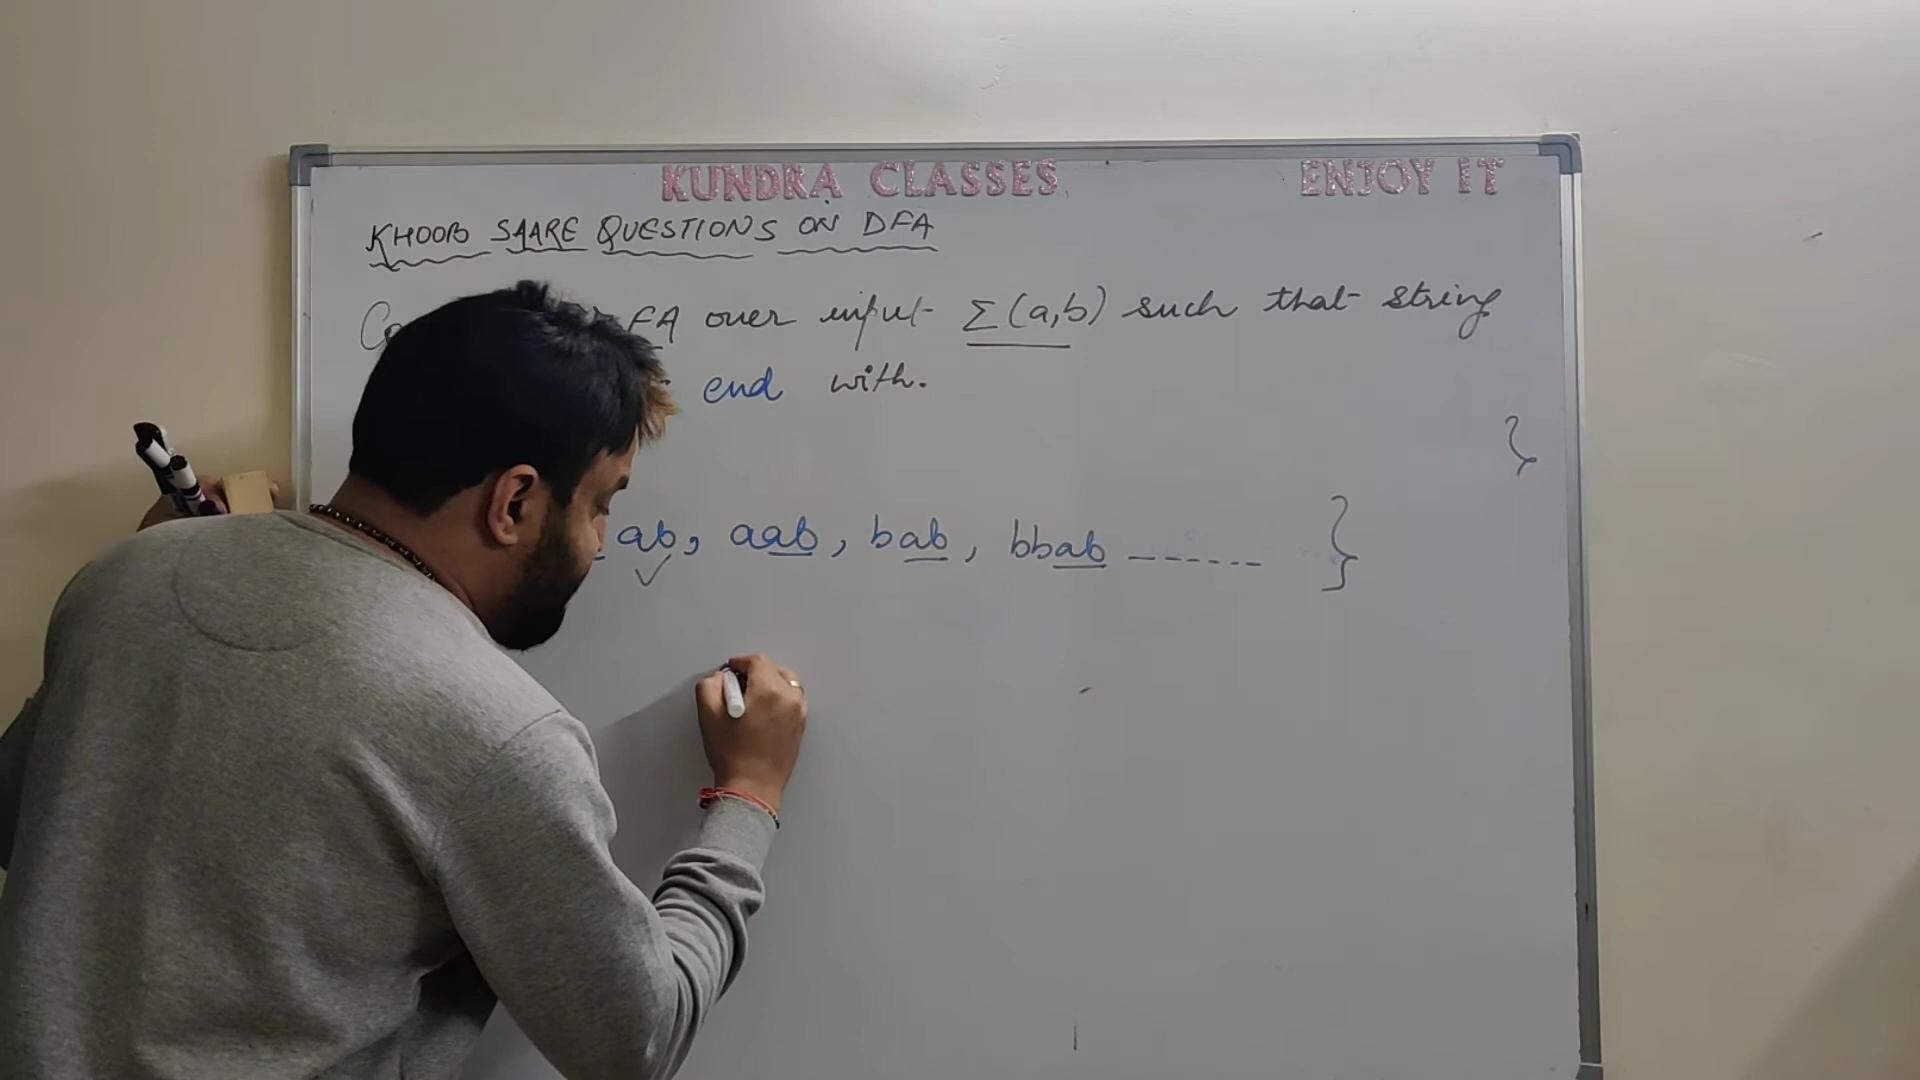 KUNDRA CLASSES ENJOY IT
KHOOB SAARE QUESTIONS ON DFA
FA over input Σ(a,b) such that string
end with.
}
ab, aab, bab, bbab ------ }